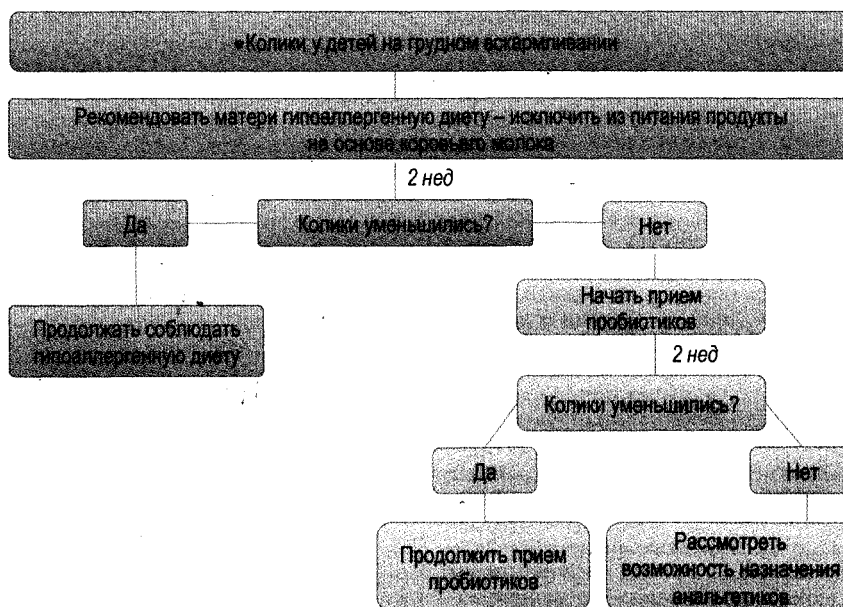 •Колики у детей на грудном вскармливании
Рекомендовать матери гипоаллергенную диету – исключить из питания продукты
на основе коровьего молока
2 нед
Да
Колики уменьшились?
Нет
Продолжать соблюдать
гипоаллергенную диету
Начать прием
пробиотиков
2 нед
Колики уменьшились?
Да
Нет
Продолжить прием
пробиотиков
Рассмотреть
возможность назначения
анальгетиков